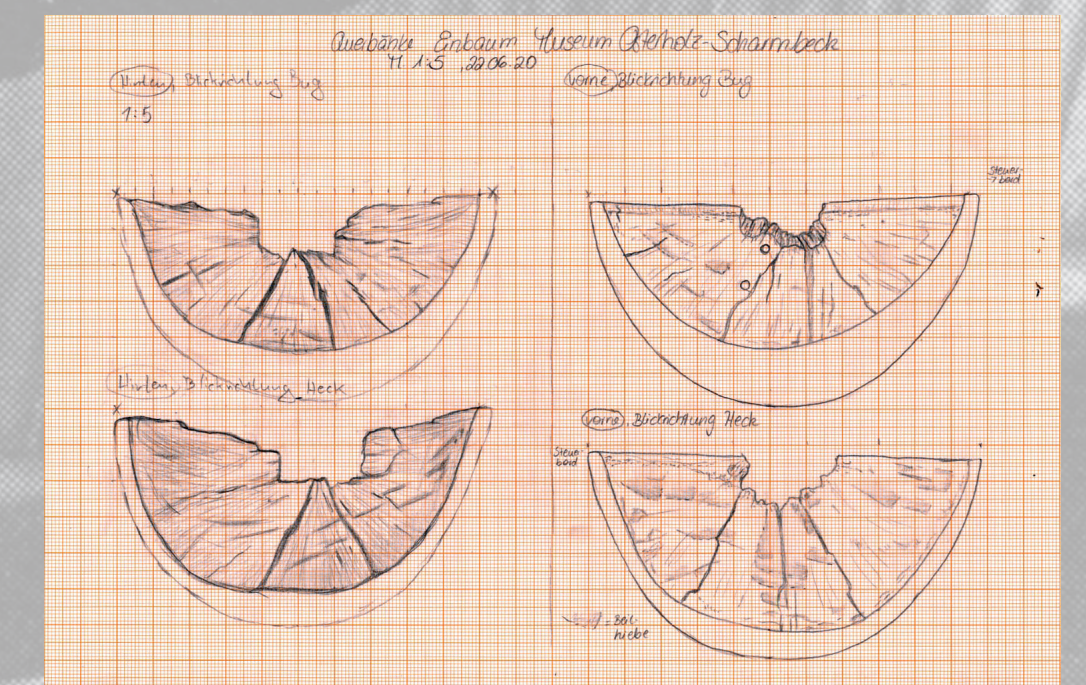 Querbänke Einbaum Museum Osterholz-Scharmbeck
M 1:5 , 22.06.20
Hinten, Blickrichtung Bug
1:5
vorne, Blickrichtung Bug
Steuer-
bord
Hinten, Blickrichtung Heck
vorne, Blickrichtung Heck
Steuer-
bord
= Beil-
hiebe